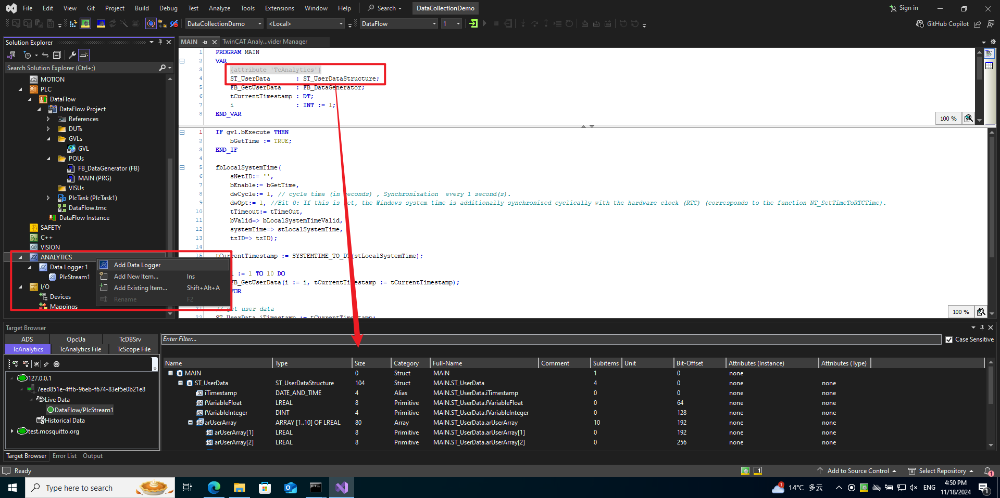 File Edit View Git Project Build Debug Test Analyze Tools Extensions Window Help Search DataCollectionDemo Sign in
DataCollectionDemo <Local> DataFlow 1 GitHub Copilot
Solution Explorer
Search Solution Explorer (Ctrl+;)
MOTION
PLC
DataFlow
DataFlow Project
References
DUTs
GVLs
GVL
POUs
FB_DataGenerator (FB)
MAIN (PRG)
VISUs
PlcTask (PlcTask1)
DataFlow.tmc
DataFlow Instance
SAFETY
C++
VISION
ANALYTICS
Data Logger 1
PlcStream1
I/O
Devices
Mappings
Add Data Logger
Add New Item... Ins
Add Existing Item... Shift+Alt+A
Rename F2
MAIN TwinCAT Analy...vider Manager
1 PROGRAM MAIN
2 VAR
3 {attribute 'TcAnalytics'}
4 ST_UserData : ST_UserDataStructure;
5 FB_GetUserData : FB_DataGenerator;
6 tCurrentTimestamp : DT;
7 i : INT := 1;
8 END_VAR
100 %
1 IF gvl.bExecute THEN
2 bGetTime := TRUE;
3 END_IF
4
5 fbLocalSystemTime(
6 sNetID:= '',
7 bEnable:= bGetTime,
8 dwCycle:= 1, // cycle time (in seconds) , Synchronization every 1 second(s).
9 dwOpt:= 1, //Bit 0: If this is set, the Windows system time is additionally synchronized cyclically with the hardware clock (RTC) (corresponds to the function NT_SetTimeToRTCTime).
10 tTimeout:= tTimeOut,
11 bValid=> bLocalSystemTimeValid,
12 systemTime=> stLocalSystemTime,
13 tzID=> tzID);
14
15 tCurrentTimestamp := SYSTEMTIME_TO_DT(stLocalSystemTime);
:= 1 TO 10 DO
FB_GetUserData(i := i, tCurrentTimestamp := tCurrentTimestamp);
FOR
21 // get user data
22 ST_UserData.iTimestamp := tCurrentTimestamp;
100 %
Target Browser
ADS OpcUa TcDBSrv
TcAnalytics TcAnalytics File TcScope File
127.0.0.1
7eed851e-4ffb-96eb-f674-83ef5e0b21e8
Live Data
DataFlow/PlcStream1
Historical Data
test.mosquitto.org
Enter Filter... Case Sensitive
Name Type Size Category Full-Name Comment Subitems Unit Bit-Offset Attributes (Instance) Attributes (Type)
MAIN 0 Struct MAIN 1 0 none
ST_UserData ST_UserDataStructure 104 Struct MAIN.ST_UserData 4 0 none none
iTimestamp DATE_AND_TIME 4 Alias MAIN.ST_UserData.iTimestamp 0 0 none none
fVariableFloat LREAL 8 Primitive MAIN.ST_UserData.fVariableFloat 0 64 none none
fVariableInteger DINT 4 Primitive MAIN.ST_UserData.fVariableInteger 0 128 none none
arUserArray ARRAY [1..10] OF LREAL 80 Array MAIN.ST_UserData.arUserArray 10 192 none none
arUserArray[1] LREAL 8 Primitive MAIN.ST_UserData.arUserArray[1] 0 192 none none
arUserArray[2] LREAL 8 Primitive MAIN.ST_UserData.arUserArray[2] 0 256 none none
Target Browser Error List Output
Ready 1 Add to Source Control Select Repository 1
Type here to search 1 14°C 多云 ENG 4:50 PM
11/18/2024 1